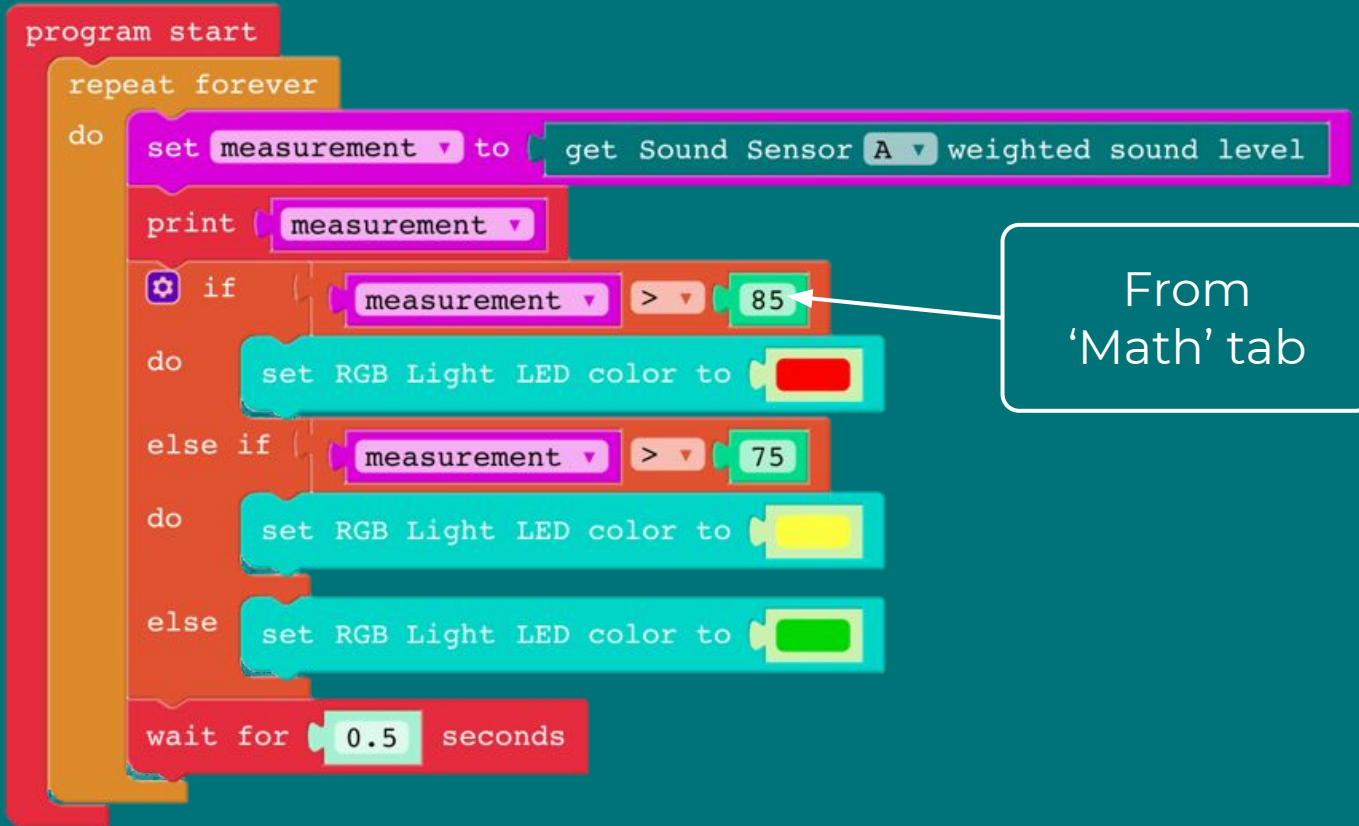 program start
repeat forever
do set measurement to get Sound Sensor A weighted sound level
print measurement
if measurement > 85
From
‘Math’ tab
do set RGB Light LED color to
else if measurement > 75
do set RGB Light LED color to
else set RGB Light LED color to
wait for 0.5 seconds